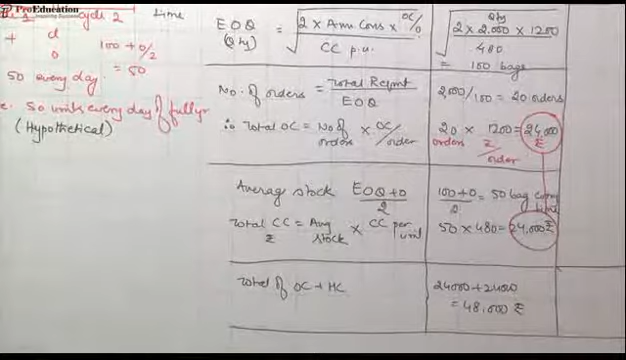 ProEducation
Inspiring Success
cycle 2 time
↓ d
0 100 + 0/2
= 50
50 every day.
50 units every day of full yr
(Hypothetical)
EOQ (Qty) = √ 2 × Ann Cons × OC/O / CC p.u.
Qty
√ 2 × 2,000 × 1200 / 480
= 100 bags
No. of orders = Total Reqmt / EOQ
2000/100 = 20 orders
∴ Total OC = No of orders × OC/order
20 orders × 1200 ₹/order = 24,000 ₹
Average stock EOQ + 0 / 2
100 + 0 / 2 = 50 bag
Total CC ₹ = Avg stock × CC per unit
50 × 480 = 24,000 ₹
Total of OC + HC
24000 + 24000
= 48,000 ₹